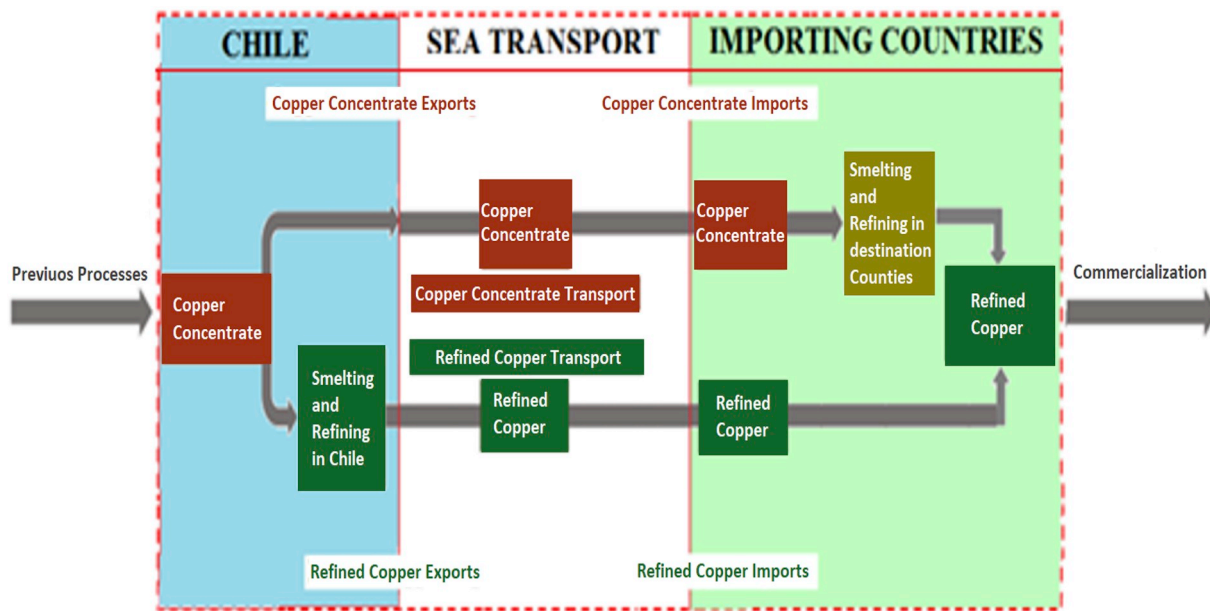 CHILE
SEA TRANSPORT
IMPORTING COUNTRIES
Copper Concentrate Exports
Copper Concentrate Imports
Previuos Processes
Copper
Concentrate
Smelting
and
Refining
in Chile
Copper
Concentrate
Copper Concentrate Transport
Refined Copper Transport
Refined
Copper
Copper
Concentrate
Smelting
and
Refining in
destination
Counties
Refined
Copper
Refined
Copper
Commercialization
Refined Copper Exports
Refined Copper Imports